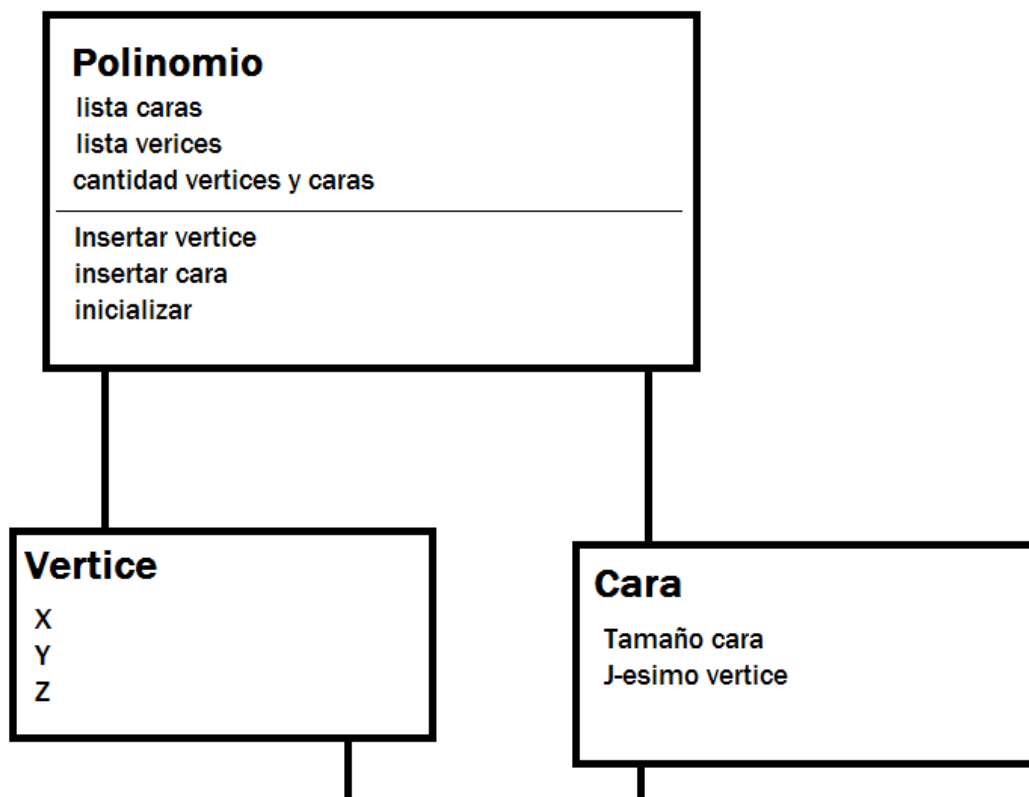 Polinomio
lista caras
lista verices
cantidad vertices y caras
Insertar vertice
insertar cara
inicializar
Vertice
X
Y
Z
Cara
Tamaño cara
J-esimo vertice